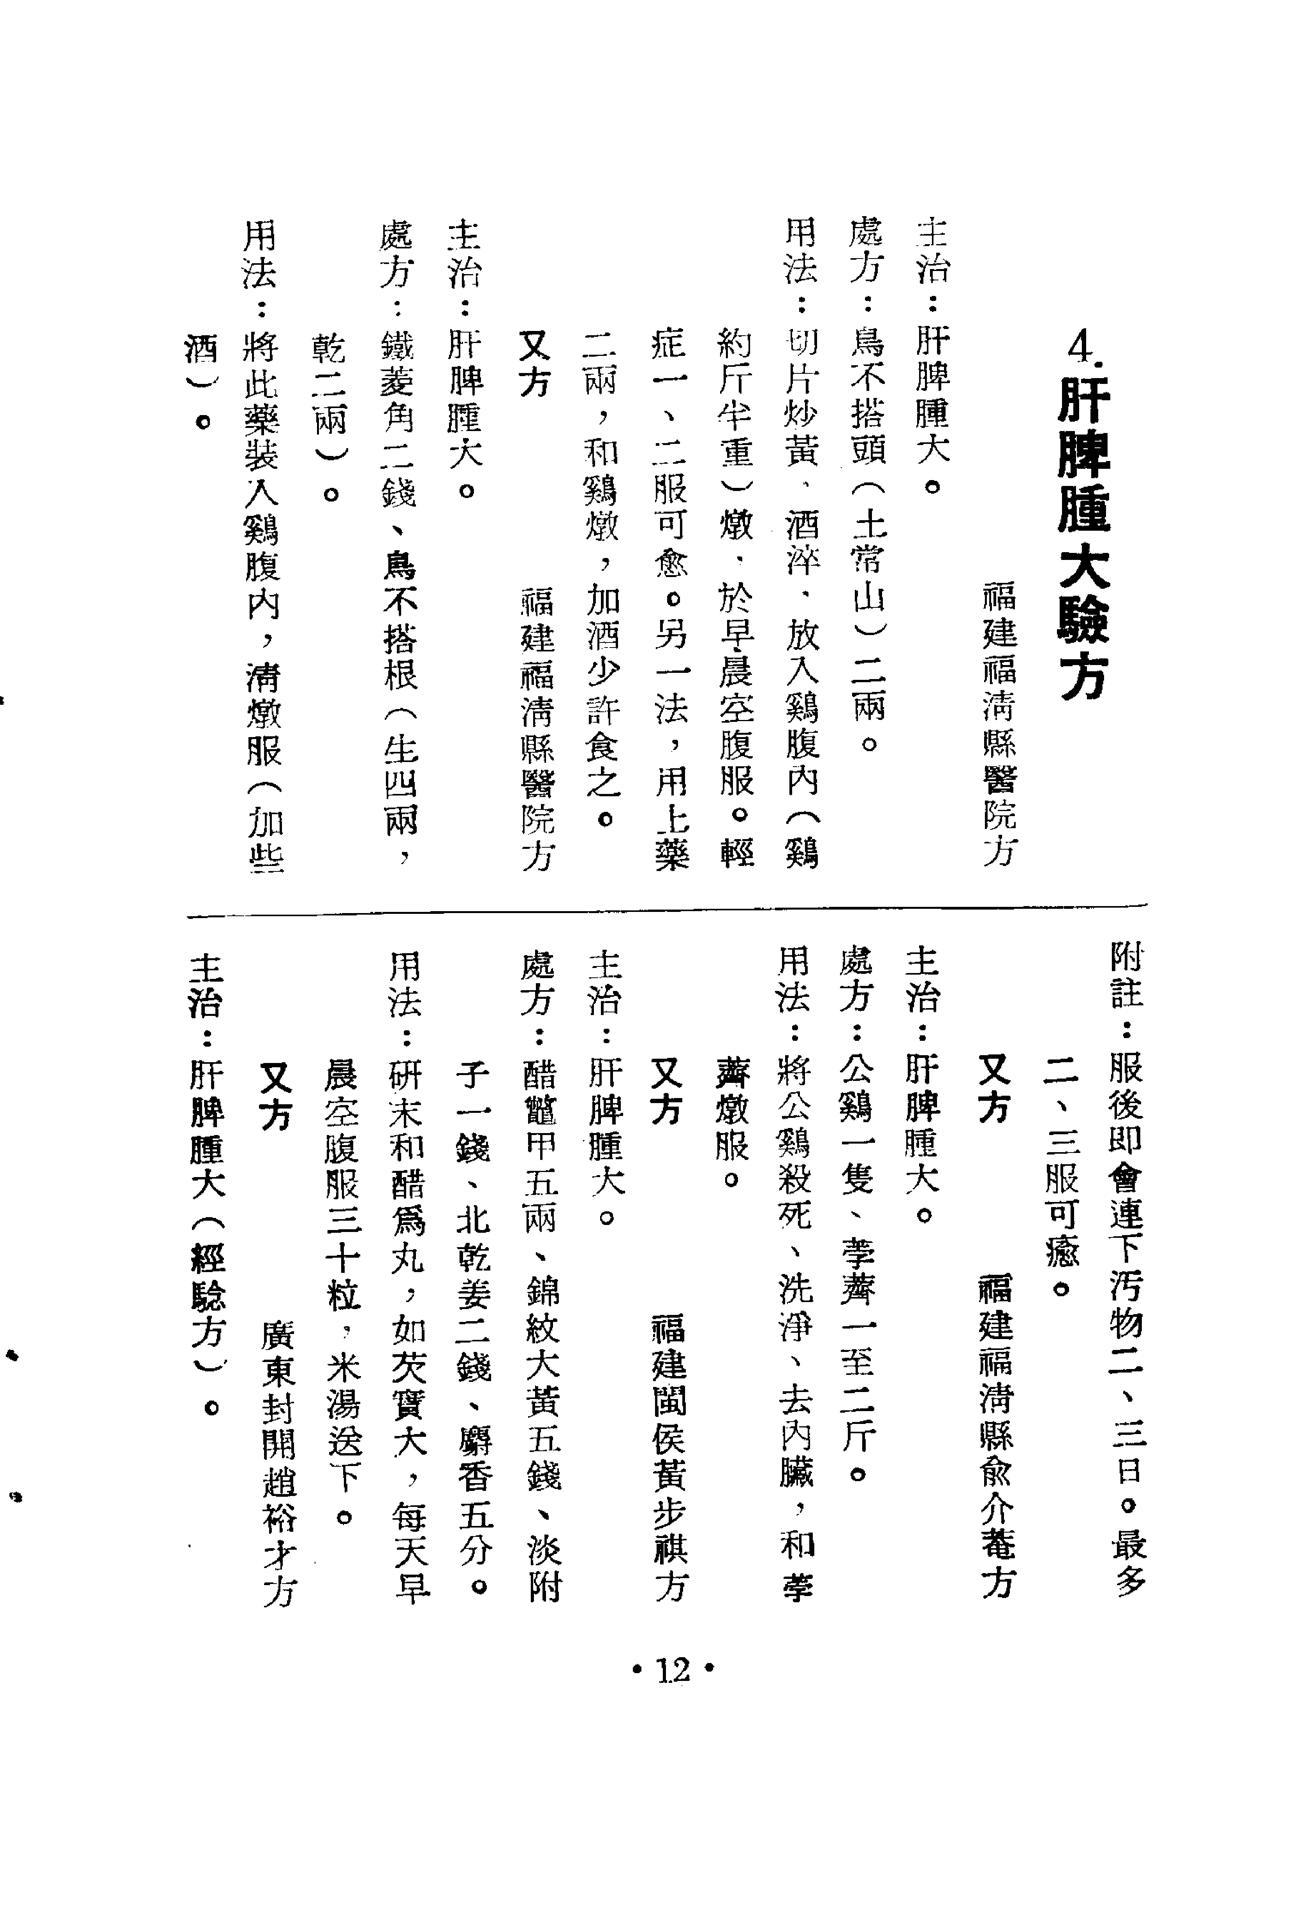 4.肝脾腫大驗方
福建福清縣醫院方
主治：肝脾腫大。
處方：鳥不搭頭（土常山）二兩。
用法：切片炒黃、酒淬、放入鷄腹內（鷄
約斤半重）燉、於早晨空腹服。輕
症一、二服可愈。另一法，用上藥
二兩，和鷄燉，加酒少許食之。
又方　福建福清縣醫院方
主治：肝脾腫大。
處方：鐵菱角二錢、鳥不搭根（生四兩，
乾二兩）。
用法：將此藥裝入鷄腹內，清燉服（加些
酒）。
附註：服後即會連下汚物二、三日。最多
二、三服可癒。
又方　福建福清縣兪介菴方
主治：肝脾腫大。
處方：公鷄一隻、荸薺一至二斤。
用法：將公鷄殺死、洗淨、去內臟，和荸
薺燉服。
又方　福建閩侯黃步祺方
主治：肝脾腫大。
處方：醋鼈甲五兩、錦紋大黃五錢、淡附
子一錢、北乾姜二錢、麝香五分。
用法：研末和醋爲丸，如芡實大，每天早
晨空腹服三十粒，米湯送下。
又方　廣東封開趙裕才方
主治：肝脾腫大（經驗方）。
• 12 •